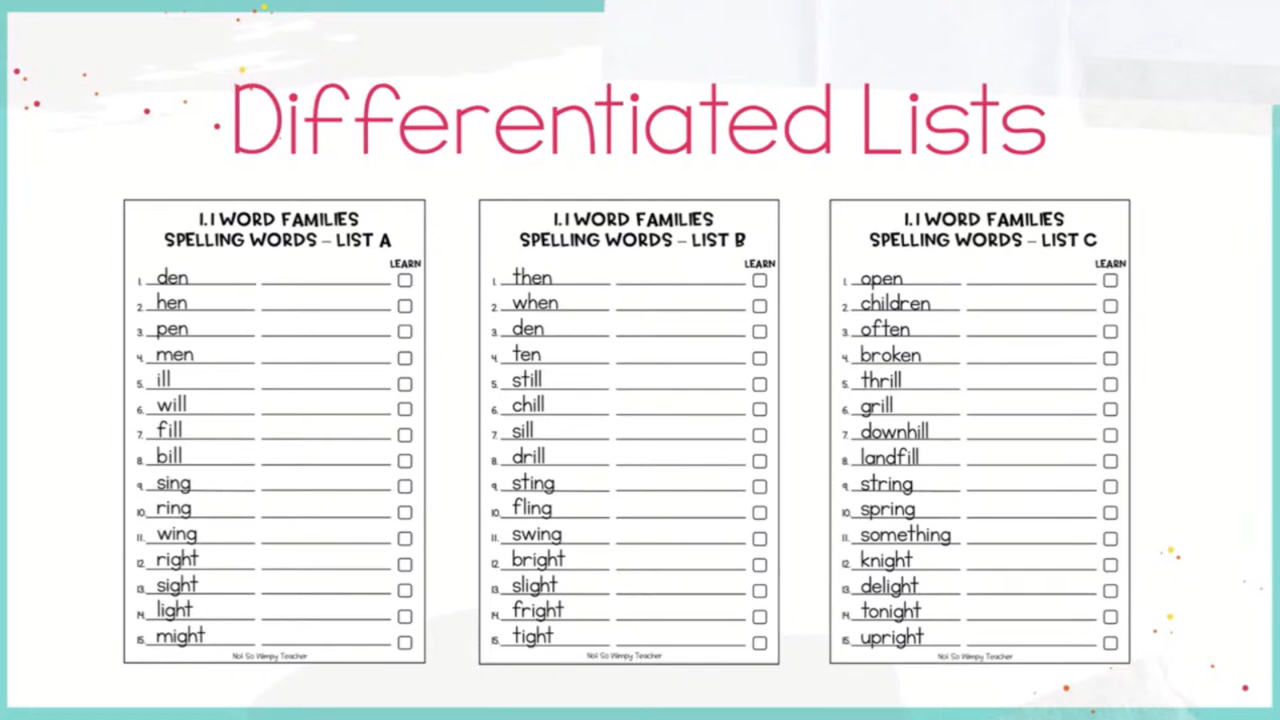 Differentiated Lists
1.1 WORD FAMILIES
SPELLING WORDS – LIST A
LEARN
1. den
2. hen
3. pen
4. men
5. ill
6. will
7. fill
8. bill
9. sing
10. ring
11. wing
12. right
13. sight
14. light
15. might
Not So Wimpy Teacher
1.1 WORD FAMILIES
SPELLING WORDS – LIST B
LEARN
1. then
2. when
3. den
4. ten
5. still
6. chill
7. sill
8. drill
9. sting
10. fling
11. swing
12. bright
13. slight
14. fright
15. tight
Not So Wimpy Teacher
1.1 WORD FAMILIES
SPELLING WORDS – LIST C
LEARN
1. open
2. children
3. often
4. broken
5. thrill
6. grill
7. downhill
8. landfill
9. string
10. spring
11. something
12. knight
13. delight
14. tonight
15. upright
Not So Wimpy Teacher